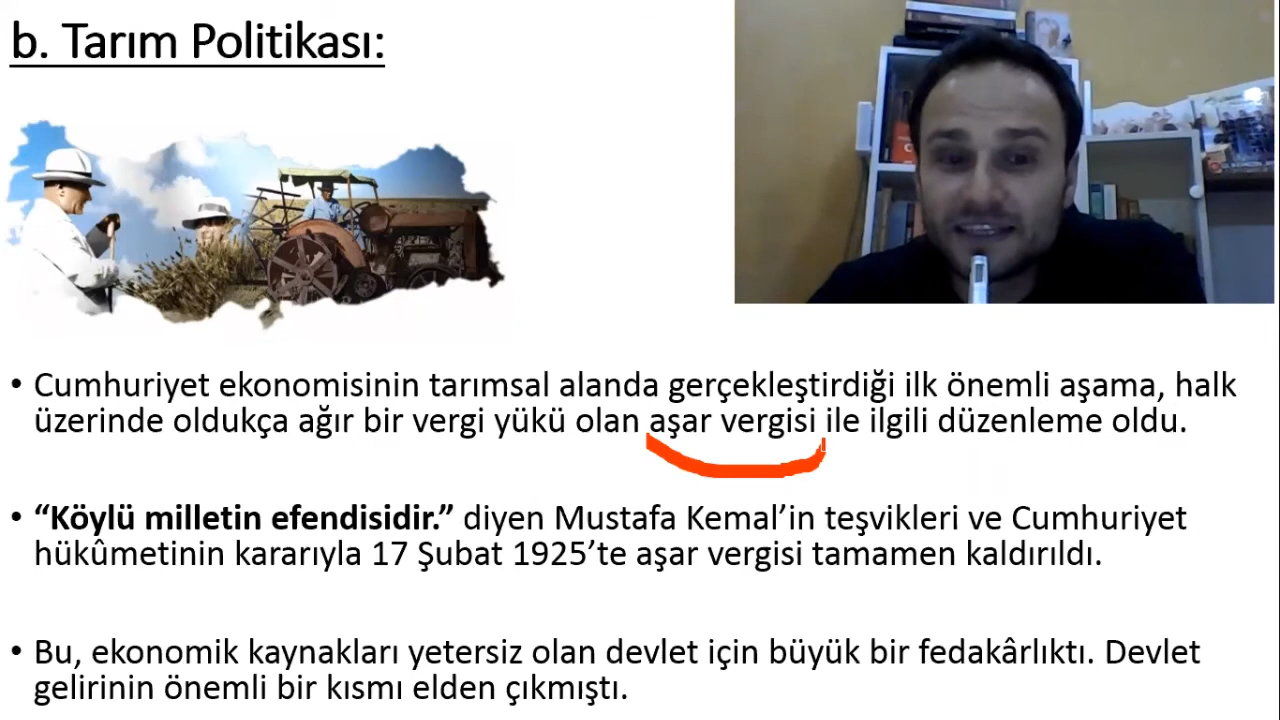 b. Tarım Politikası:
• Cumhuriyet ekonomisinin tarımsal alanda gerçekleştirdiği ilk önemli aşama, halk
üzerinde oldukça ağır bir vergi yükü olan aşar vergisi ile ilgili düzenleme oldu.
• “Köylü milletin efendisidir.” diyen Mustafa Kemal’in teşvikleri ve Cumhuriyet
hükûmetinin kararıyla 17 Şubat 1925’te aşar vergisi tamamen kaldırıldı.
• Bu, ekonomik kaynakları yetersiz olan devlet için büyük bir fedakârlıktı. Devlet
gelirinin önemli bir kısmı elden çıkmıştı.